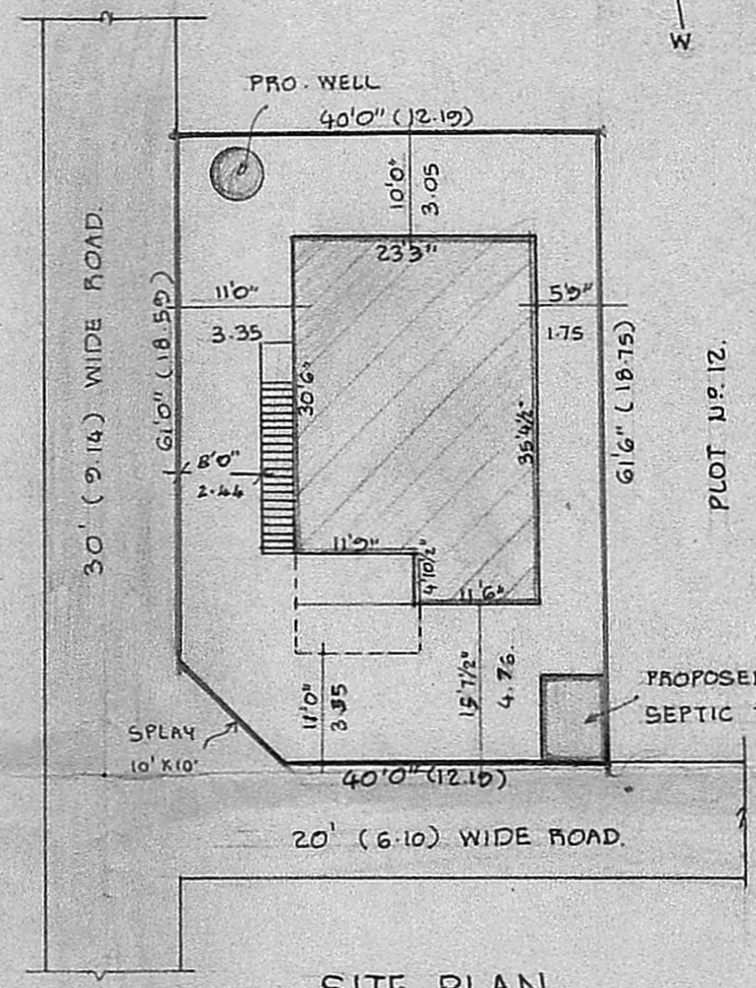 W
PRO. WELL
40'0" (12.19)
10'0"
3.05
23'3"
11'0"
3.35
5'9"
1.75
30' (9.14) WIDE ROAD.
61'0" (18.59)
30'6"
35'4½"
61'6" (18.75)
PLOT No. 12.
8'0"
2.44
11'9"
4'10½"
11'6"
11'0"
3.35
15'7½"
4.76.
PROPOSE
SEPTIC
SPLAY
10'X10'
40'0" (12.19)
20' (6.10) WIDE ROAD.
SITE PLAN